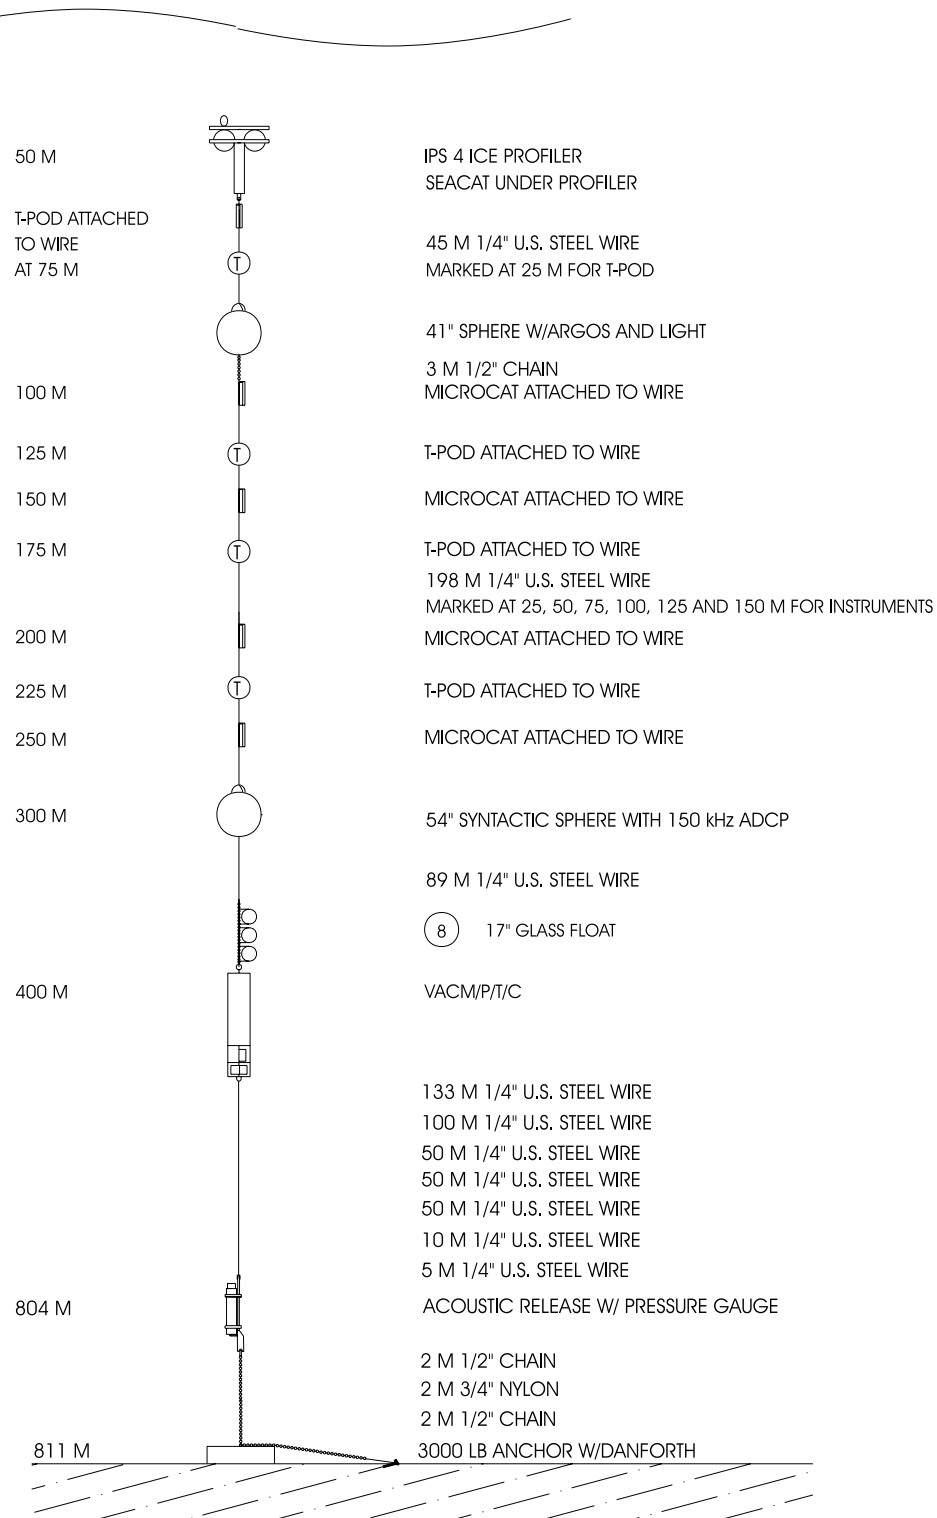 50 M
IPS 4 ICE PROFILER
SEACAT UNDER PROFILER
T-POD ATTACHED
TO WIRE
AT 75 M
T
45 M 1/4" U.S. STEEL WIRE
MARKED AT 25 M FOR T-POD
41" SPHERE W/ARGOS AND LIGHT
3 M 1/2" CHAIN
100 M
MICROCAT ATTACHED TO WIRE
125 M
T
T-POD ATTACHED TO WIRE
150 M
MICROCAT ATTACHED TO WIRE
175 M
T
T-POD ATTACHED TO WIRE
198 M 1/4" U.S. STEEL WIRE
MARKED AT 25, 50, 75, 100, 125 AND 150 M FOR INSTRUMENTS
200 M
MICROCAT ATTACHED TO WIRE
225 M
T
T-POD ATTACHED TO WIRE
250 M
MICROCAT ATTACHED TO WIRE
300 M
54" SYNTACTIC SPHERE WITH 150 kHz ADCP
89 M 1/4" U.S. STEEL WIRE
8 17" GLASS FLOAT
400 M
VACM/P/T/C
133 M 1/4" U.S. STEEL WIRE
100 M 1/4" U.S. STEEL WIRE
50 M 1/4" U.S. STEEL WIRE
50 M 1/4" U.S. STEEL WIRE
50 M 1/4" U.S. STEEL WIRE
10 M 1/4" U.S. STEEL WIRE
5 M 1/4" U.S. STEEL WIRE
804 M
ACOUSTIC RELEASE W/ PRESSURE GAUGE
2 M 1/2" CHAIN
2 M 3/4" NYLON
2 M 1/2" CHAIN
811 M
3000 LB ANCHOR W/DANFORTH